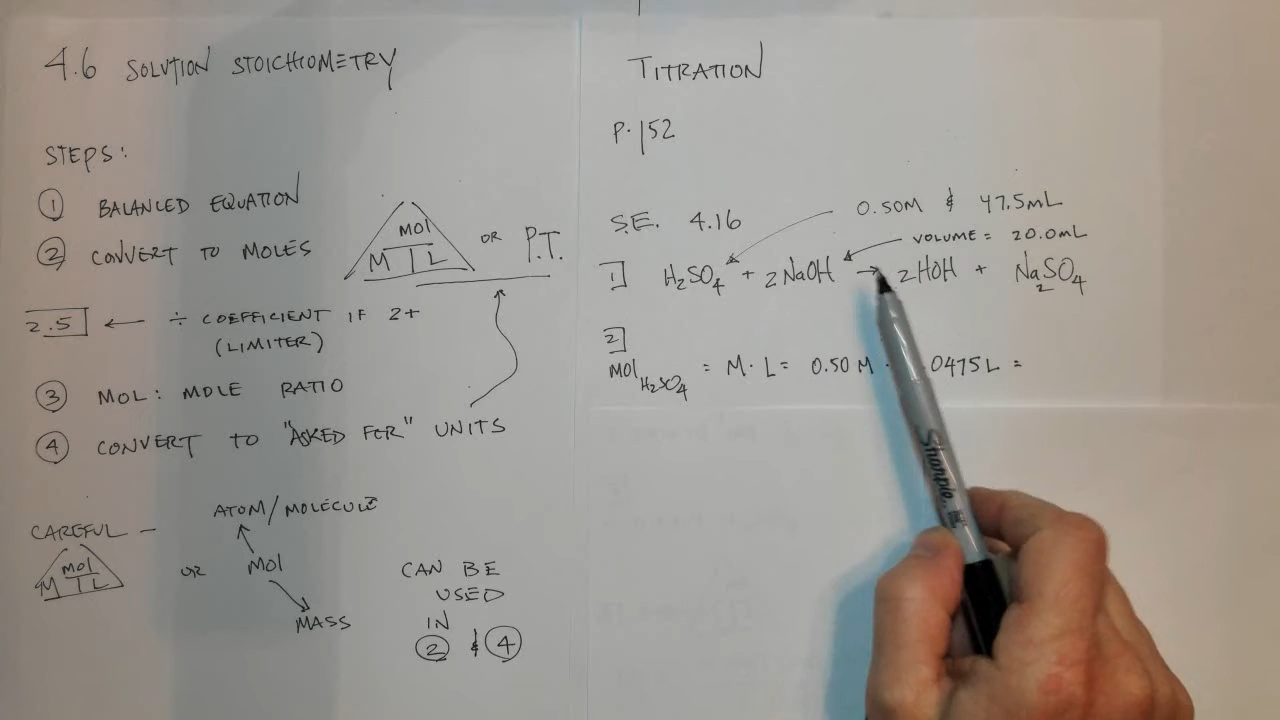 4.6 SOLUTION STOICHIOMETRY
STEPS:
① BALANCED EQUATION
② CONVERT TO MOLES
mol
M L
OR P.T.
2.5 ← ÷ COEFFICIENT IF 2+
(LIMITER)
③ MOL: MOLE RATIO
④ CONVERT TO "ASKED FOR" UNITS
CAREFUL -
mol
M L
OR
ATOM/MOLECULE
Mol
MASS
CAN BE
USED
IN
② & ④
TITRATION
P. 152
S.E. 4.16
0.50M & 47.5mL
VOLUME = 20.0mL
1] H₂SO₄ + 2NaOH → 2HOH + Na₂SO₄
2]
mol H₂SO₄ = M·L = 0.50 M · 0475L =
Sharpie